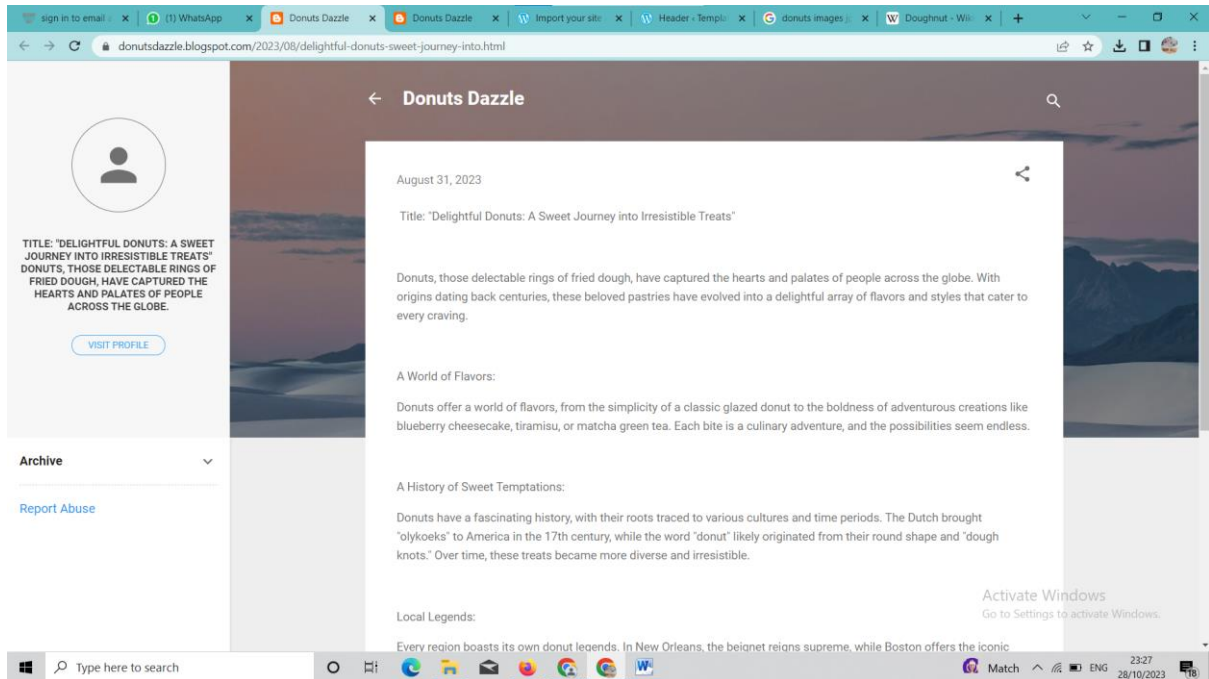 sign in to email a
(1) WhatsApp
Donuts Dazzle
Donuts Dazzle
Import your site
Header ‹ Templa
donuts images j
Doughnut - Wik
donutsdazzle.blogspot.com/2023/08/delightful-donuts-sweet-journey-into.html
TITLE: "DELIGHTFUL DONUTS: A SWEET
JOURNEY INTO IRRESISTIBLE TREATS"
DONUTS, THOSE DELECTABLE RINGS OF
FRIED DOUGH, HAVE CAPTURED THE
HEARTS AND PALATES OF PEOPLE
ACROSS THE GLOBE.
VISIT PROFILE
Archive
Report Abuse
Donuts Dazzle
August 31, 2023
Title: "Delightful Donuts: A Sweet Journey into Irresistible Treats"
Donuts, those delectable rings of fried dough, have captured the hearts and palates of people across the globe. With
origins dating back centuries, these beloved pastries have evolved into a delightful array of flavors and styles that cater to
every craving.
A World of Flavors:
Donuts offer a world of flavors, from the simplicity of a classic glazed donut to the boldness of adventurous creations like
blueberry cheesecake, tiramisu, or matcha green tea. Each bite is a culinary adventure, and the possibilities seem endless.
A History of Sweet Temptations:
Donuts have a fascinating history, with their roots traced to various cultures and time periods. The Dutch brought
"olykoeks" to America in the 17th century, while the word "donut" likely originated from their round shape and "dough
knots." Over time, these treats became more diverse and irresistible.
Local Legends:
Every region boasts its own donut legends. In New Orleans, the beignet reigns supreme, while Boston offers the iconic
Activate Windows
Go to Settings to activate Windows.
Type here to search
Match
ENG
23:27
28/10/2023
18